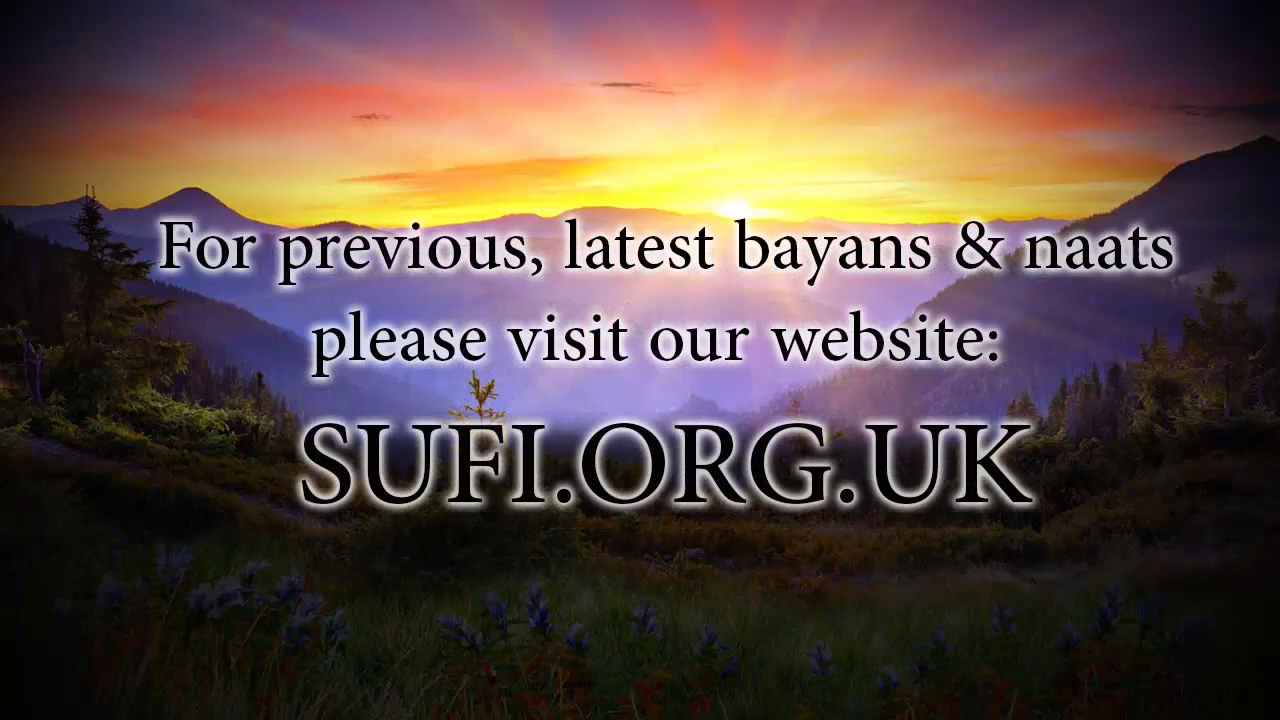 For previous, latest bayans & naats
please visit our website:
SUFI.ORG.UK